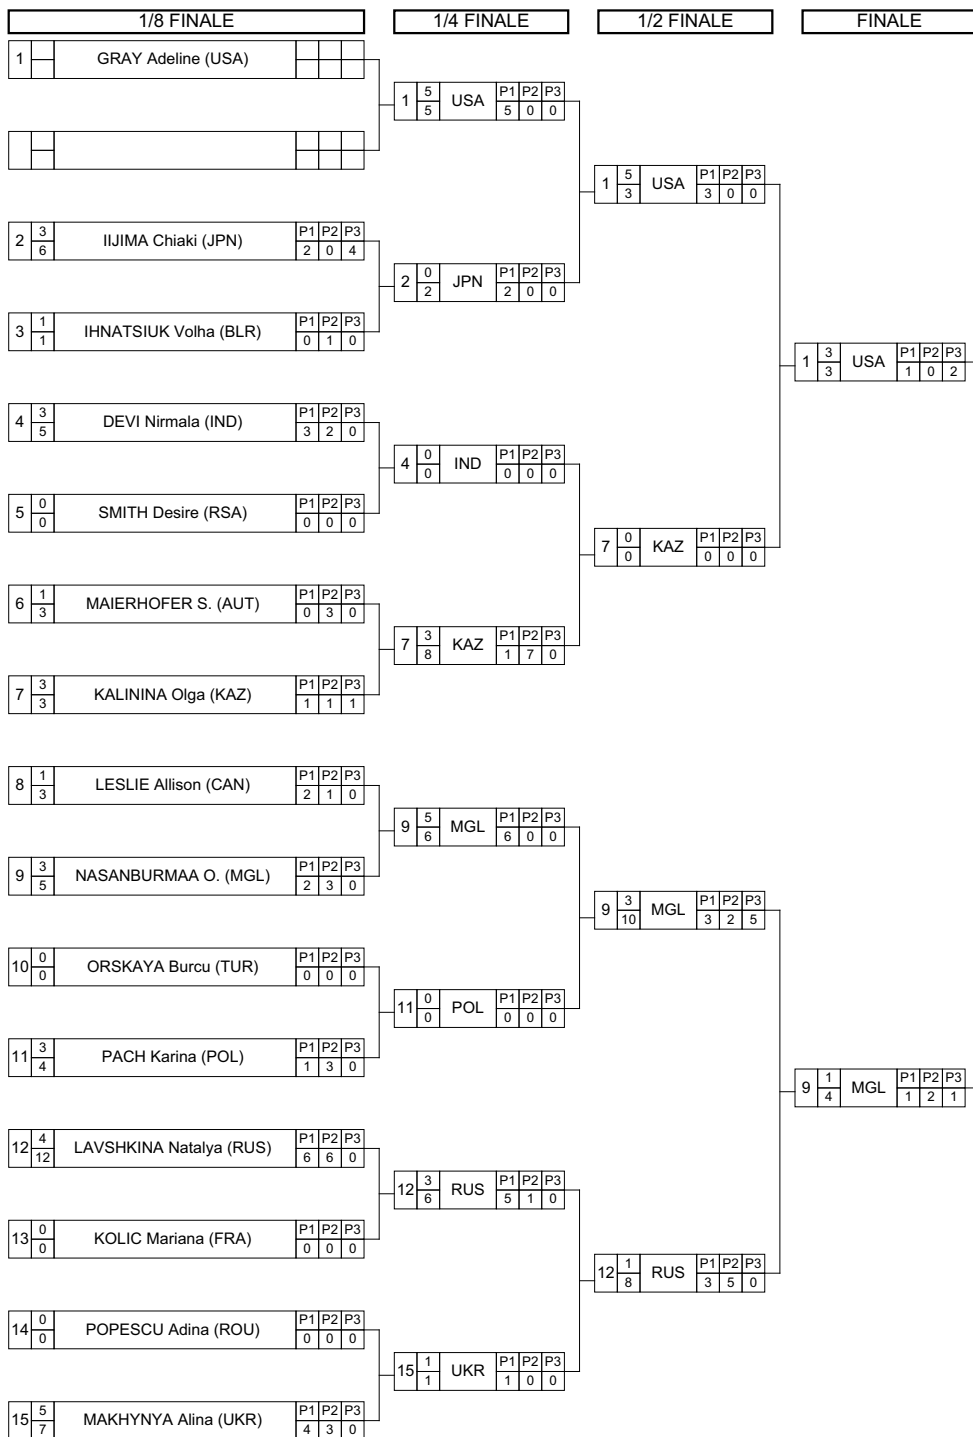 1/8 FINALE 1/4 FINALE 1/2 FINALE FINALE
1 GRAY Adeline (USA)
1 5 5 USA P1 P2 P3 5 0 0
1 5 3 USA P1 P2 P3 3 0 0
2 3 6 IIJIMA Chiaki (JPN) P1 P2 P3 2 0 4
2 0 2 JPN P1 P2 P3 2 0 0
3 1 1 IHNATSIUK Volha (BLR) P1 P2 P3 0 1 0
1 3 3 USA P1 P2 P3 1 0 2
4 3 5 DEVI Nirmala (IND) P1 P2 P3 3 2 0
4 0 0 IND P1 P2 P3 0 0 0
5 0 0 SMITH Desire (RSA) P1 P2 P3 0 0 0
7 0 0 KAZ P1 P2 P3 0 0 0
6 1 3 MAIERHOFER S. (AUT) P1 P2 P3 0 3 0
7 3 8 KAZ P1 P2 P3 1 7 0
7 3 3 KALININA Olga (KAZ) P1 P2 P3 1 1 1
8 1 3 LESLIE Allison (CAN) P1 P2 P3 2 1 0
9 5 6 MGL P1 P2 P3 6 0 0
9 3 5 NASANBURMAA O. (MGL) P1 P2 P3 2 3 0
9 3 10 MGL P1 P2 P3 3 2 5
10 0 0 ORSKAYA Burcu (TUR) P1 P2 P3 0 0 0
11 0 0 POL P1 P2 P3 0 0 0
11 3 4 PACH Karina (POL) P1 P2 P3 1 3 0
9 1 4 MGL P1 P2 P3 1 2 1
12 4 12 LAVSHKINA Natalya (RUS) P1 P2 P3 6 6 0
12 3 6 RUS P1 P2 P3 5 1 0
13 0 0 KOLIC Mariana (FRA) P1 P2 P3 0 0 0
12 1 8 RUS P1 P2 P3 3 5 0
14 0 0 POPESCU Adina (ROU) P1 P2 P3 0 0 0
15 1 1 UKR P1 P2 P3 1 0 0
15 5 7 MAKHYNYA Alina (UKR) P1 P2 P3 4 3 0